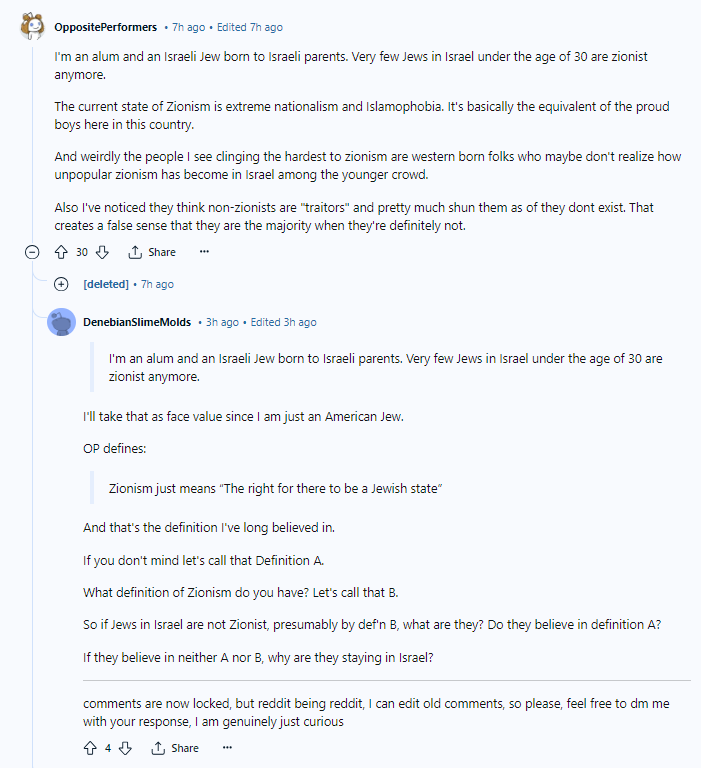 OppositePerformers • 7h ago • Edited 7h ago
I'm an alum and an Israeli Jew born to Israeli parents. Very few Jews in Israel under the age of 30 are zionist
anymore.
The current state of Zionism is extreme nationalism and Islamophobia. It's basically the equivalent of the proud
boys here in this country.
And weirdly the people I see clinging the hardest to zionism are western born folks who maybe don't realize how
unpopular zionism has become in Israel among the younger crowd.
Also I've noticed they think non-zionists are "traitors" and pretty much shun them as of they dont exist. That
creates a false sense that they are the majority when they're definitely not.
30 Share ...
[deleted] • 7h ago
DenebianSlimeMolds • 3h ago • Edited 3h ago
I'm an alum and an Israeli Jew born to Israeli parents. Very few Jews in Israel under the age of 30 are
zionist anymore.
I'll take that as face value since I am just an American Jew.
OP defines:
Zionism just means “The right for there to be a Jewish state”
And that's the definition I've long believed in.
If you don't mind let's call that Definition A.
What definition of Zionism do you have? Let's call that B.
So if Jews in Israel are not Zionist, presumably by def'n B, what are they? Do they believe in definition A?
If they believe in neither A nor B, why are they staying in Israel?
comments are now locked, but reddit being reddit, I can edit old comments, so please, feel free to dm me
with your response, I am genuinely just curious
4 Share ...